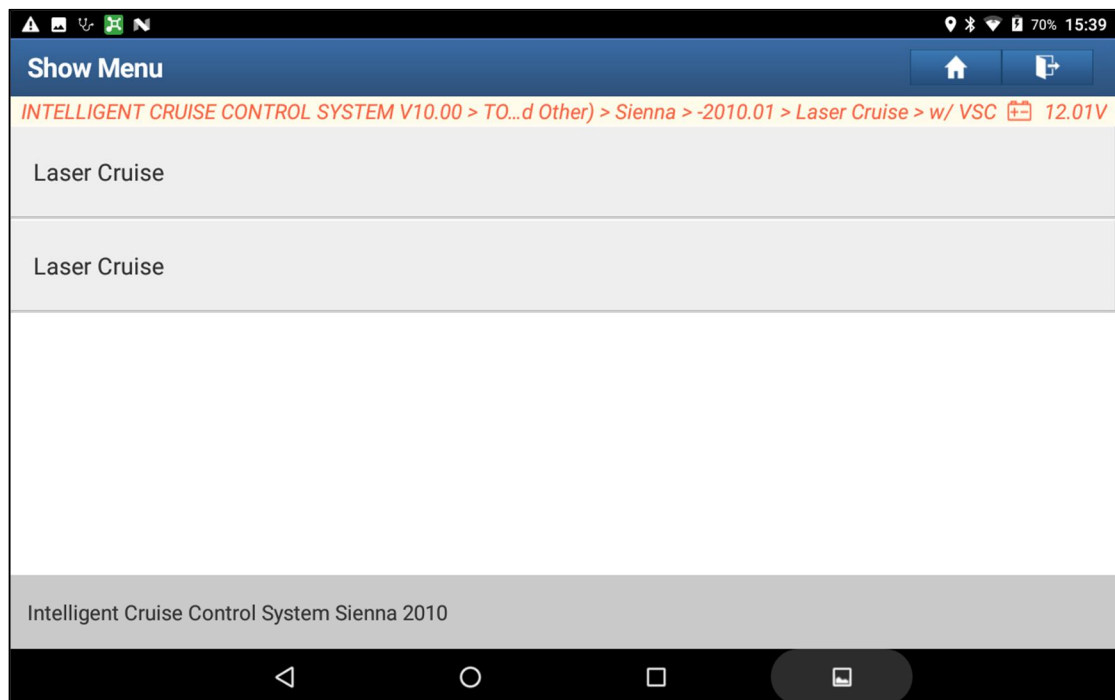 70% 15:39
Show Menu
INTELLIGENT CRUISE CONTROL SYSTEM V10.00 > TO...d Other) > Sienna > -2010.01 > Laser Cruise > w/ VSC 12.01V
Laser Cruise
Laser Cruise
Intelligent Cruise Control System Sienna 2010